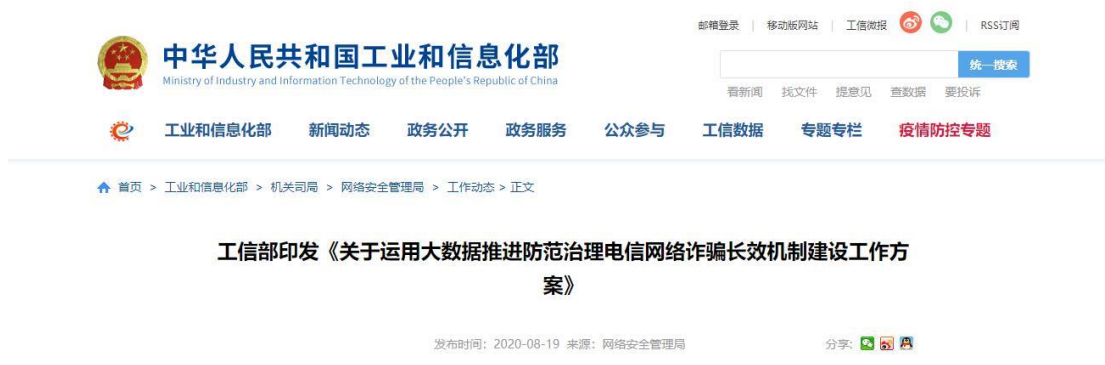 邮箱登录 | 移动版网站 | 工信微报 | RSS订阅
中华人民共和国工业和信息化部
Ministry of Industry and Information Technology of the People's Republic of China
统一搜索
看新闻 找文件 提意见 查数据 要投诉
工业和信息化部 新闻动态 政务公开 政务服务 公众参与 工信数据 专题专栏 疫情防控专题
首页 > 工业和信息化部 > 机关司局 > 网络安全管理局 > 工作动态 > 正文
工信部印发《关于运用大数据推进防范治理电信网络诈骗长效机制建设工作方
案》
发布时间：2020-08-19 来源：网络安全管理局 分享: